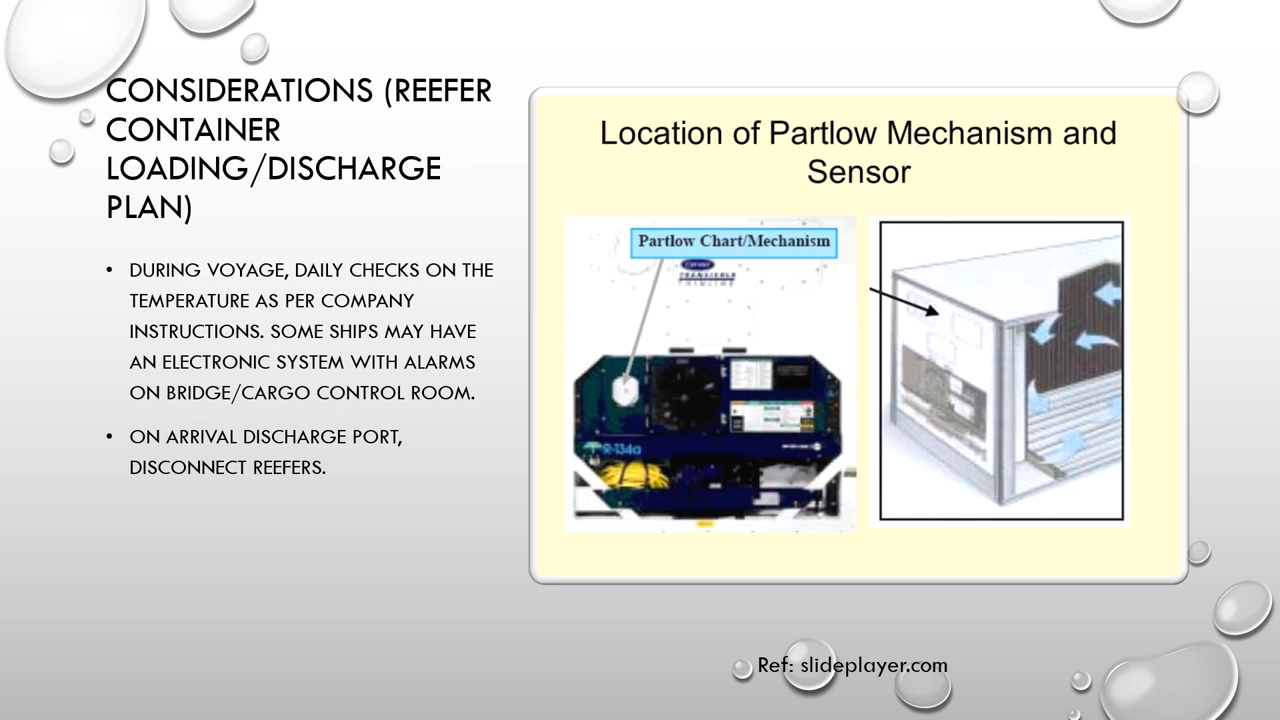 CONSIDERATIONS (REEFER
CONTAINER
LOADING/DISCHARGE
PLAN)
• DURING VOYAGE, DAILY CHECKS ON THE
TEMPERATURE AS PER COMPANY
INSTRUCTIONS. SOME SHIPS MAY HAVE
AN ELECTRONIC SYSTEM WITH ALARMS
ON BRIDGE/CARGO CONTROL ROOM.
• ON ARRIVAL DISCHARGE PORT,
DISCONNECT REEFERS.
Location of Partlow Mechanism and
Sensor
Partlow Chart/Mechanism
R-134a
Ref: slideplayer.com